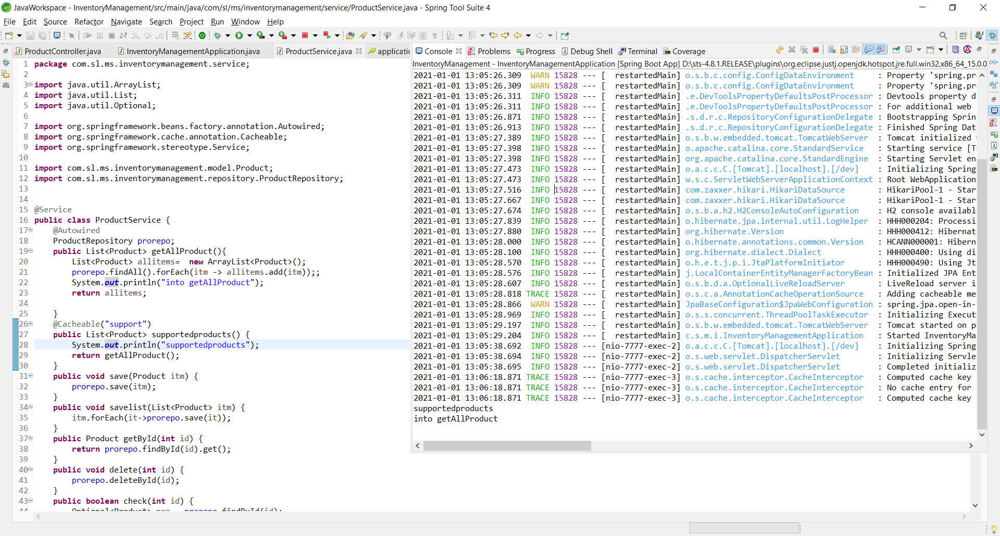 JavaWorkspace - InventoryManagement/src/main/java/com/sl/ms/inventorymanagement/service/ProductService.java - Spring Tool Suite 4
File Edit Source Refactor Navigate Search Project Run Window Help
ProductController.java InventoryManagementApplication.java ProductService.java applicatic
1 package com.sl.ms.inventorymanagement.service;
2
3 import java.util.ArrayList;
4 import java.util.List;
5 import java.util.Optional;
6
7 import org.springframework.beans.factory.annotation.Autowired;
8 import org.springframework.cache.annotation.Cacheable;
9 import org.springframework.stereotype.Service;
10
11 import com.sl.ms.inventorymanagement.model.Product;
12 import com.sl.ms.inventorymanagement.repository.ProductRepository;
13
14
15 @Service
16 public class ProductService {
17 @Autowired
18 ProductRepository prorepo;
19 public List<Product> getAllProduct(){
20 List<Product> allitems=  new ArrayList<Product>();
21 prorepo.findAll().forEach(itm -> allitems.add(itm));;
22 System.out.println("into getAllProduct");
23 return allitems;
24
25 }
26 @Cacheable("support")
27 public List<Product> supportedproducts() {
28 System.out.println("supportedproducts");
29 return getAllProduct();
30 }
31 public void save(Product itm) {
32 prorepo.save(itm);
33 }
34 public void savelist(List<Product> itm) {
35 itm.forEach(it->prorepo.save(it));
36 }
37 public Product getById(int id) {
38 return prorepo.findById(id).get();
39 }
40 public void delete(int id) {
41 prorepo.deleteById(id);
42 }
43 public boolean check(int id) {
44 Optional<Product> pro = prorepo.findById(id);
Console Problems Progress Debug Shell Terminal Coverage
InventoryManagement - InventoryManagementApplication [Spring Boot App] D:\sts-4.8.1.RELEASE\plugins\org.eclipse.justj.openjdk.hotspot.jre.full.win32.x86_64_15.0.0
2021-01-01 13:05:26.309  WARN 15828 --- [  restartedMain] o.s.b.c.config.ConfigDataEnvironment : Property 'spring.pr
2021-01-01 13:05:26.309  WARN 15828 --- [  restartedMain] o.s.b.c.config.ConfigDataEnvironment : Property 'spring.pr
2021-01-01 13:05:26.311  INFO 15828 --- [  restartedMain] .e.DevToolsPropertyDefaultsPostProcessor : Devtools property d
2021-01-01 13:05:26.311  INFO 15828 --- [  restartedMain] .e.DevToolsPropertyDefaultsPostProcessor : For additional web
2021-01-01 13:05:26.871  INFO 15828 --- [  restartedMain] .s.d.r.c.RepositoryConfigurationDelegate : Bootstrapping Sprin
2021-01-01 13:05:26.913  INFO 15828 --- [  restartedMain] .s.d.r.c.RepositoryConfigurationDelegate : Finished Spring Dat
2021-01-01 13:05:27.389  INFO 15828 --- [  restartedMain] o.s.b.w.embedded.tomcat.TomcatWebServer : Tomcat initialized
2021-01-01 13:05:27.398  INFO 15828 --- [  restartedMain] o.apache.catalina.core.StandardService : Starting service [T
2021-01-01 13:05:27.398  INFO 15828 --- [  restartedMain] org.apache.catalina.core.StandardEngine : Starting Servlet en
2021-01-01 13:05:27.473  INFO 15828 --- [  restartedMain] o.a.c.c.C.[Tomcat].[localhost].[/dev] : Initializing Spring
2021-01-01 13:05:27.473  INFO 15828 --- [  restartedMain] w.s.c.ServletWebServerApplicationContext : Root WebApplication
2021-01-01 13:05:27.516  INFO 15828 --- [  restartedMain] com.zaxxer.hikari.HikariDataSource : HikariPool-1 - Star
2021-01-01 13:05:27.667  INFO 15828 --- [  restartedMain] com.zaxxer.hikari.HikariDataSource : HikariPool-1 - Star
2021-01-01 13:05:27.674  INFO 15828 --- [  restartedMain] o.s.b.a.h2.H2ConsoleAutoConfiguration : H2 console availabl
2021-01-01 13:05:27.839  INFO 15828 --- [  restartedMain] o.hibernate.jpa.internal.util.LogHelper : HHH000204: Processi
2021-01-01 13:05:27.880  INFO 15828 --- [  restartedMain] org.hibernate.Version : HHH000412: Hibernat
2021-01-01 13:05:28.000  INFO 15828 --- [  restartedMain] o.hibernate.annotations.common.Version : HCANN000001: Hibern
2021-01-01 13:05:28.100  INFO 15828 --- [  restartedMain] org.hibernate.dialect.Dialect : HHH000400: Using di
2021-01-01 13:05:28.570  INFO 15828 --- [  restartedMain] o.h.e.t.j.p.i.JtaPlatformInitiator : HHH000490: Using Jt
2021-01-01 13:05:28.576  INFO 15828 --- [  restartedMain] j.LocalContainerEntityManagerFactoryBean : Initialized JPA Ent
2021-01-01 13:05:28.607  INFO 15828 --- [  restartedMain] o.s.b.d.a.OptionalLiveReloadServer : LiveReload server i
2021-01-01 13:05:28.818 TRACE 15828 --- [  restartedMain] o.s.c.a.AnnotationCacheOperationSource : Adding cacheable me
2021-01-01 13:05:28.866  WARN 15828 --- [  restartedMain] JpaBaseConfiguration$JpaWebConfiguration : spring.jpa.open-in-
2021-01-01 13:05:28.969  INFO 15828 --- [  restartedMain] o.s.s.concurrent.ThreadPoolTaskExecutor : Initializing Execut
2021-01-01 13:05:29.197  INFO 15828 --- [  restartedMain] o.s.b.w.embedded.tomcat.TomcatWebServer : Tomcat started on p
2021-01-01 13:05:29.204  INFO 15828 --- [  restartedMain] c.s.m.i.InventoryManagementApplication : Started InventoryMa
2021-01-01 13:05:38.692  INFO 15828 --- [nio-7777-exec-2] o.a.c.c.C.[Tomcat].[localhost].[/dev] : Initializing Spring
2021-01-01 13:05:38.694  INFO 15828 --- [nio-7777-exec-2] o.s.web.servlet.DispatcherServlet : Initializing Servle
2021-01-01 13:05:38.695  INFO 15828 --- [nio-7777-exec-2] o.s.web.servlet.DispatcherServlet : Completed initializ
2021-01-01 13:06:18.871 TRACE 15828 --- [nio-7777-exec-3] o.s.cache.interceptor.CacheInterceptor : Computed cache key
2021-01-01 13:06:18.871 TRACE 15828 --- [nio-7777-exec-3] o.s.cache.interceptor.CacheInterceptor : No cache entry for
2021-01-01 13:06:18.871 TRACE 15828 --- [nio-7777-exec-3] o.s.cache.interceptor.CacheInterceptor : Computed cache key
supportedproducts
into getAllProduct